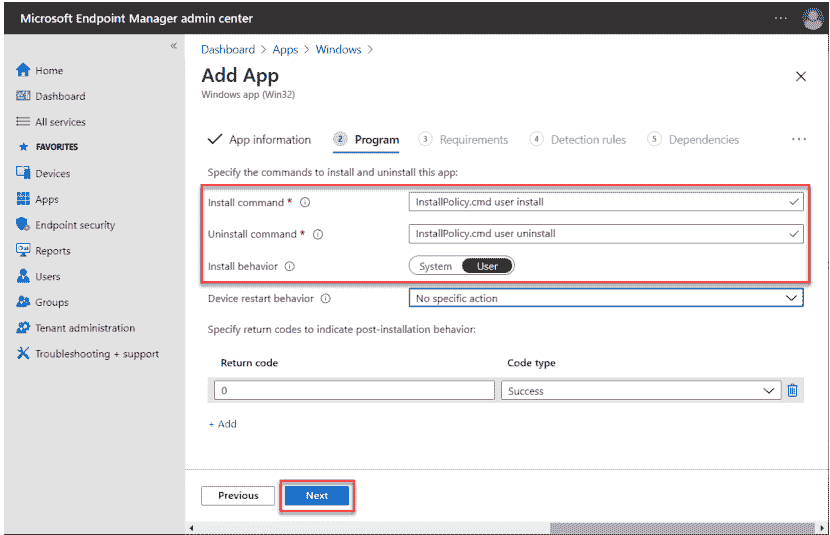 Microsoft Endpoint Manager admin center
...
«
Home
Dashboard
All services
FAVORITES
Devices
Apps
Endpoint security
Reports
Users
Groups
Tenant administration
Troubleshooting + support
Dashboard > Apps > Windows >
Add App
Windows app (Win32)
App information 2 Program 3 Requirements 4 Detection rules 5 Dependencies ...
Specify the commands to install and uninstall this app:
Install command * InstallPolicy.cmd user install
Uninstall command * InstallPolicy.cmd user uninstall
Install behavior System User
Device restart behavior No specific action
Specify return codes to indicate post-installation behavior:
Return code Code type
0 Success
+ Add
Previous Next